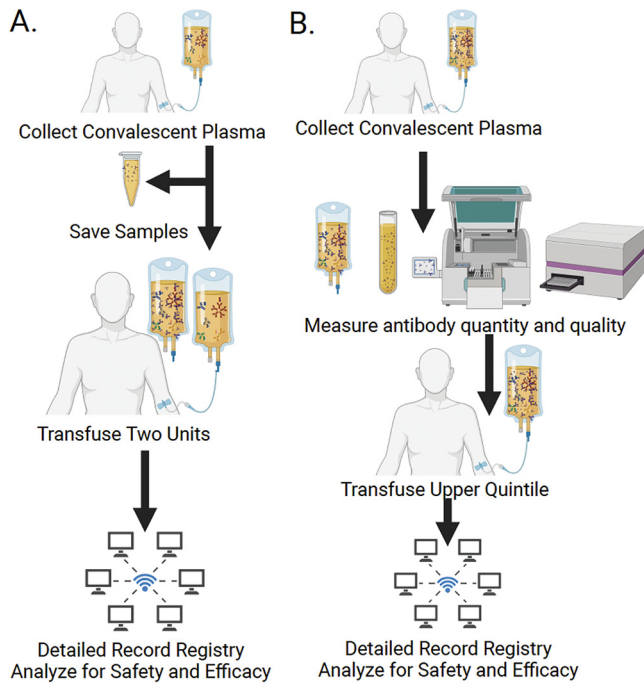 A.
Collect Convalescent Plasma
Save Samples
Transfuse Two Units
Detailed Record Registry
Analyze for Safety and Efficacy
B.
Collect Convalescent Plasma
Measure antibody quantity and quality
Transfuse Upper Quintile
Detailed Record Registry
Analyze for Safety and Efficacy